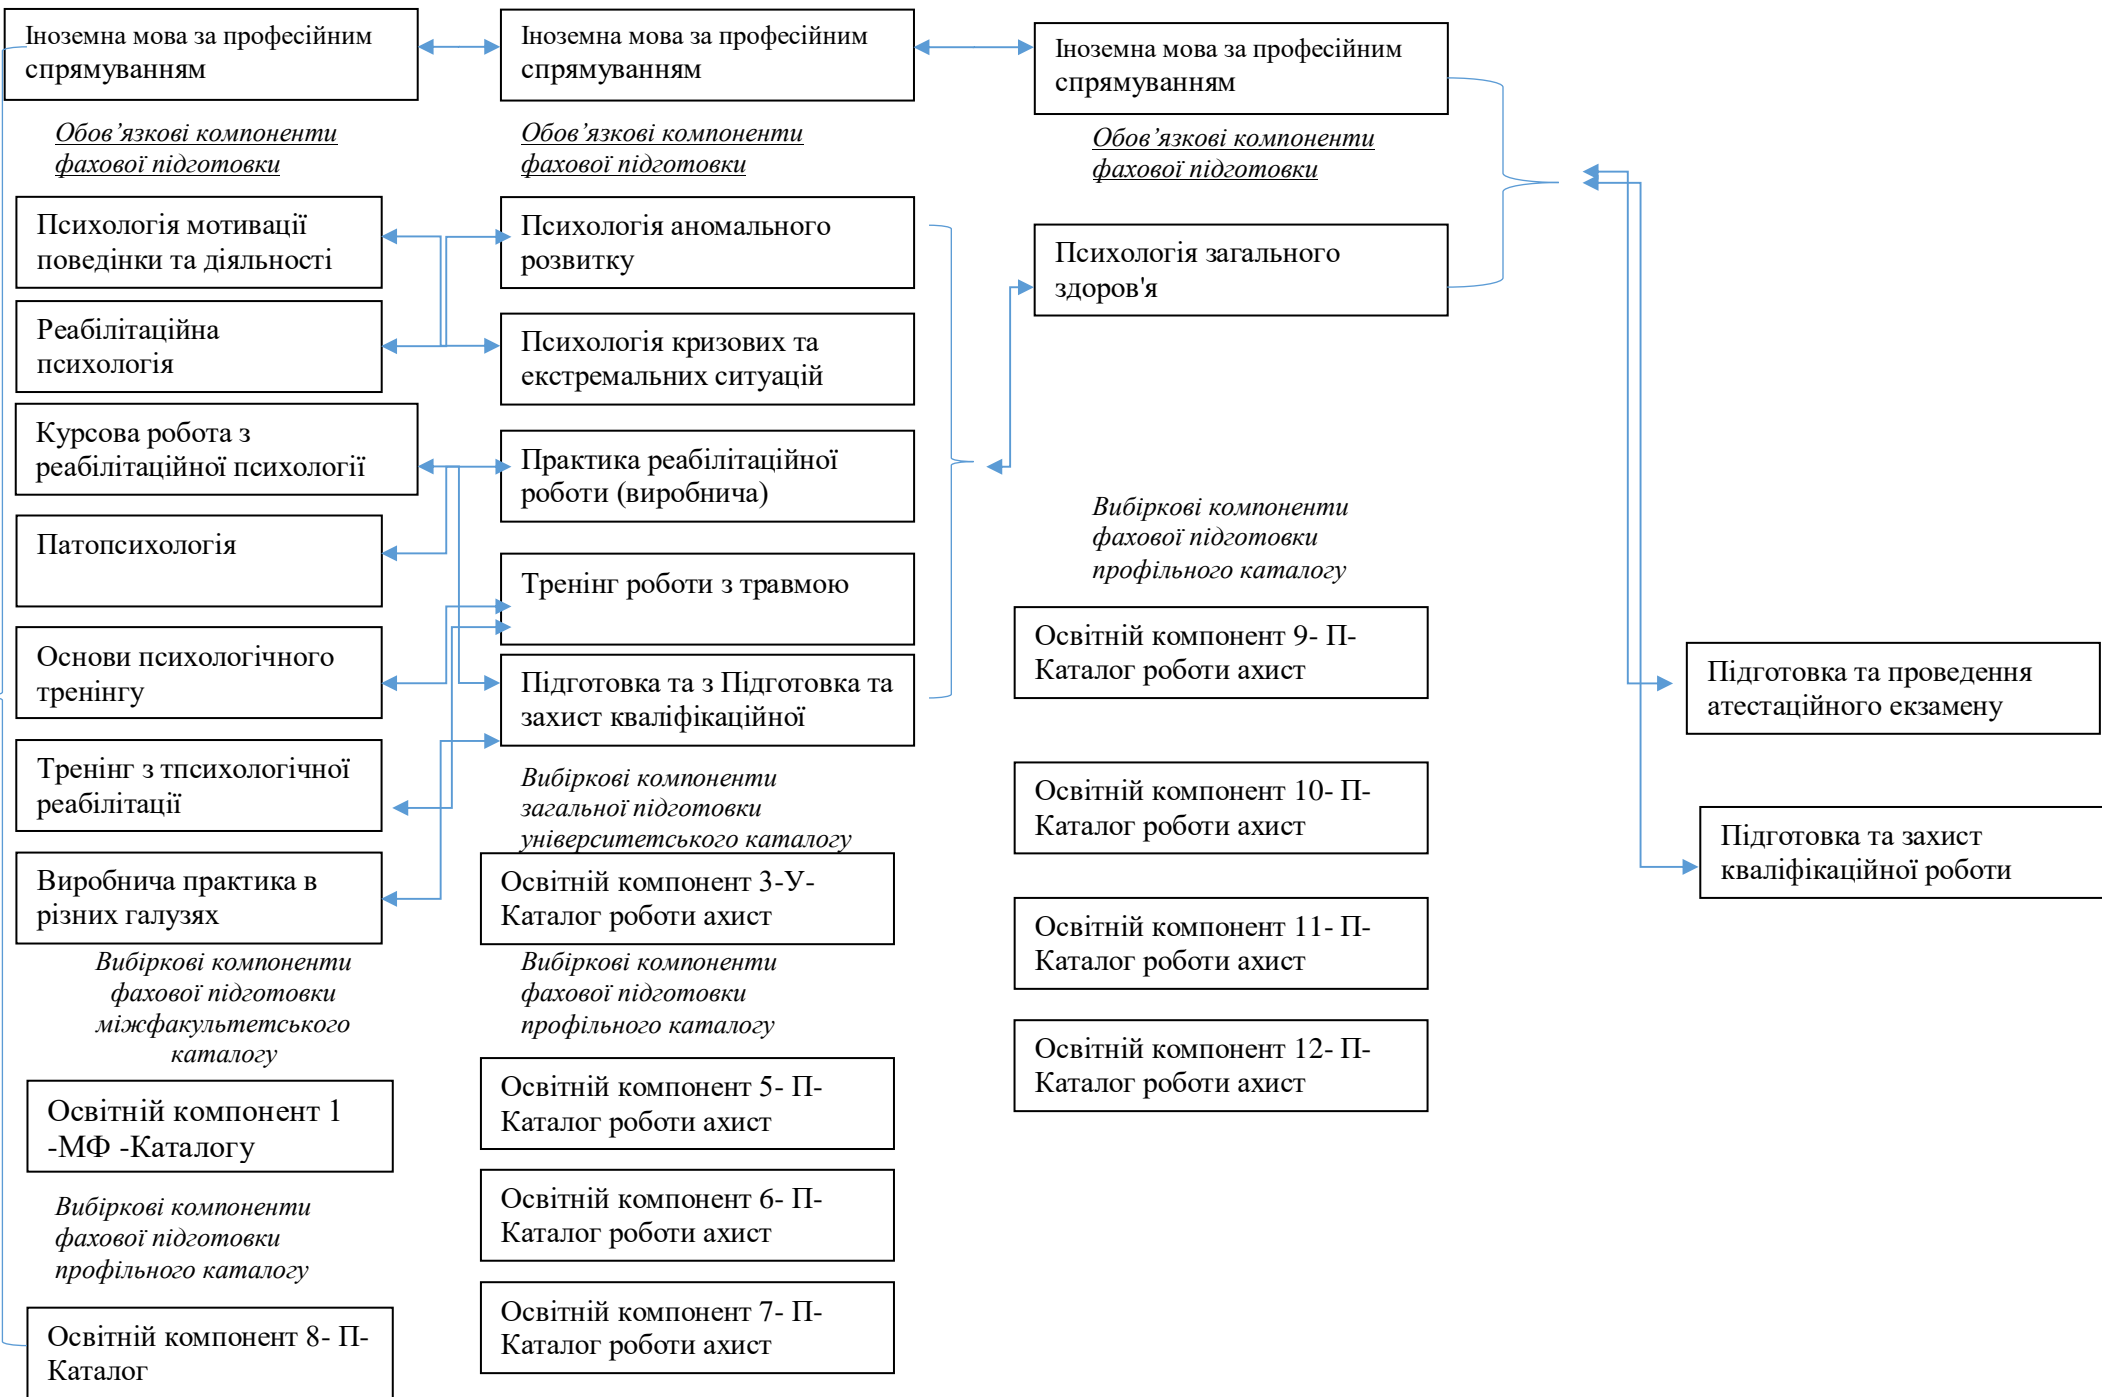 Іноземна мова за професійним
спрямуванням
Обов’язкові компоненти
фахової підготовки
Психологія мотивації
поведінки та діяльності
Реабілітаційна
психологія
Курсова робота з
реабілітаційної психології
Патопсихологія
Основи психологічного
тренінгу
Тренінг з тпсихологічної
реабілітації
Виробнича практика в
різних галузях
Вибіркові компоненти
фахової підготовки
міжфакультетського
каталогу
Освітній компонент 1
-МФ -Каталогу
Вибіркові компоненти
фахової підготовки
профільного каталогу
Освітній компонент 8- П-
Каталог
Іноземна мова за професійним
спрямуванням
Обов’язкові компоненти
фахової підготовки
Психологія аномального
розвитку
Психологія кризових та
екстремальних ситуацій
Практика реабілітаційної
роботи (виробнича)
Тренінг роботи з травмою
Підготовка та з Підготовка та
захист кваліфікаційної
Вибіркові компоненти
загальної підготовки
університетського каталогу
Освітній компонент 3-У-
Каталог роботи ахист
Вибіркові компоненти
фахової підготовки
профільного каталогу
Освітній компонент 5- П-
Каталог роботи ахист
Освітній компонент 6- П-
Каталог роботи ахист
Освітній компонент 7- П-
Каталог роботи ахист
Іноземна мова за професійним
спрямуванням
Обов’язкові компоненти
фахової підготовки
Психологія загального
здоров'я
Вибіркові компоненти
фахової підготовки
профільного каталогу
Освітній компонент 9- П-
Каталог роботи ахист
Освітній компонент 10- П-
Каталог роботи ахист
Освітній компонент 11- П-
Каталог роботи ахист
Освітній компонент 12- П-
Каталог роботи ахист
Підготовка та проведення
атестаційного екзамену
Підготовка та захист
кваліфікаційної роботи